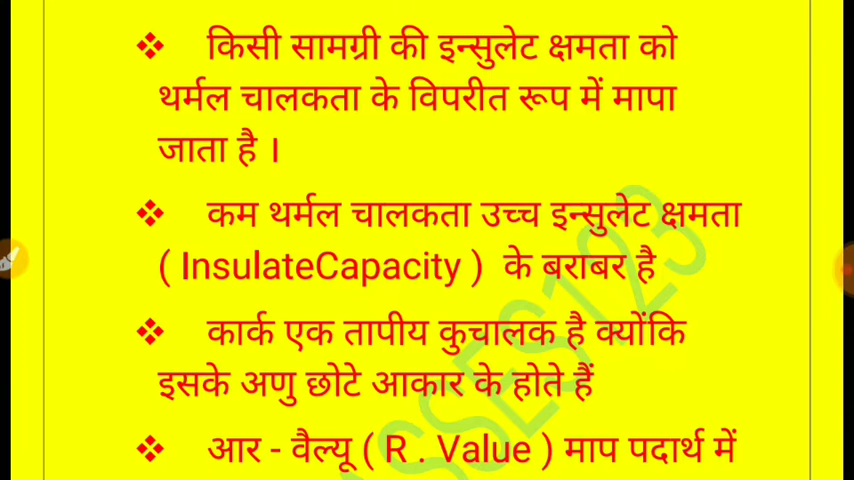 ❖ किसी सामग्री की इन्सुलेट क्षमता को
थर्मल चालकता के विपरीत रूप में मापा
जाता है ।
❖ कम थर्मल चालकता उच्च इन्सुलेट क्षमता
( InsulateCapacity ) के बराबर है
❖ कार्क एक तापीय कुचालक है क्योंकि
इसके अणु छोटे आकार के होते हैं
❖ आर - वैल्यू ( R . Value ) माप पदार्थ में